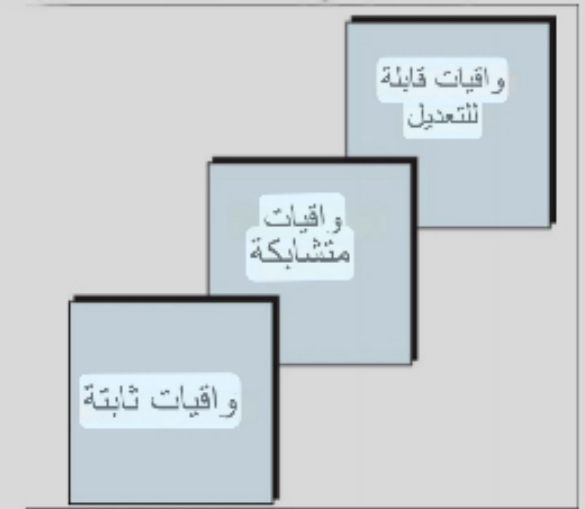 واقيات قابلة
للتعديل
واقيات
متشابكة
واقيات ثابتة